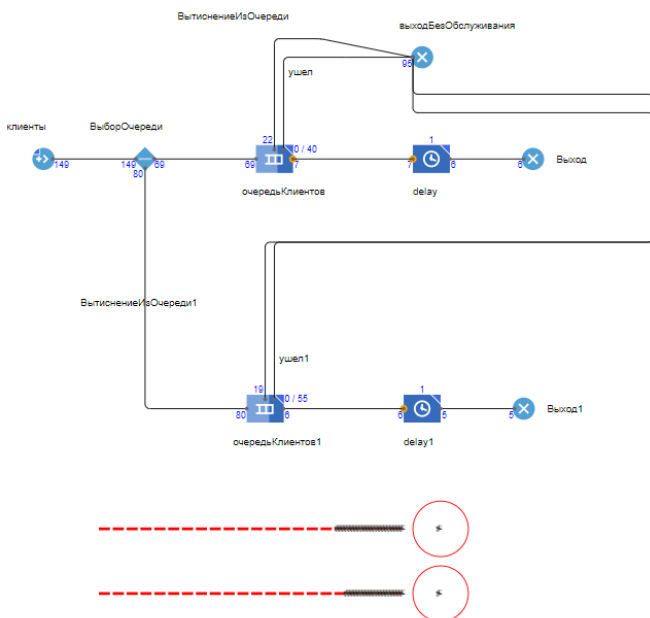 ВытиснениеИзОчереди
выходБезОбслуживания
ушел
95
клиенты
ВыборОчереди
22
0 / 40
1
Выход
149
149
69
69
7
7
6
6
80
очередьКлиентов
delay
ВытиснениеИзОчереди1
ушел1
19
0 / 55
1
Выход1
80
6
6
5
5
очередьКлиентов1
delay1